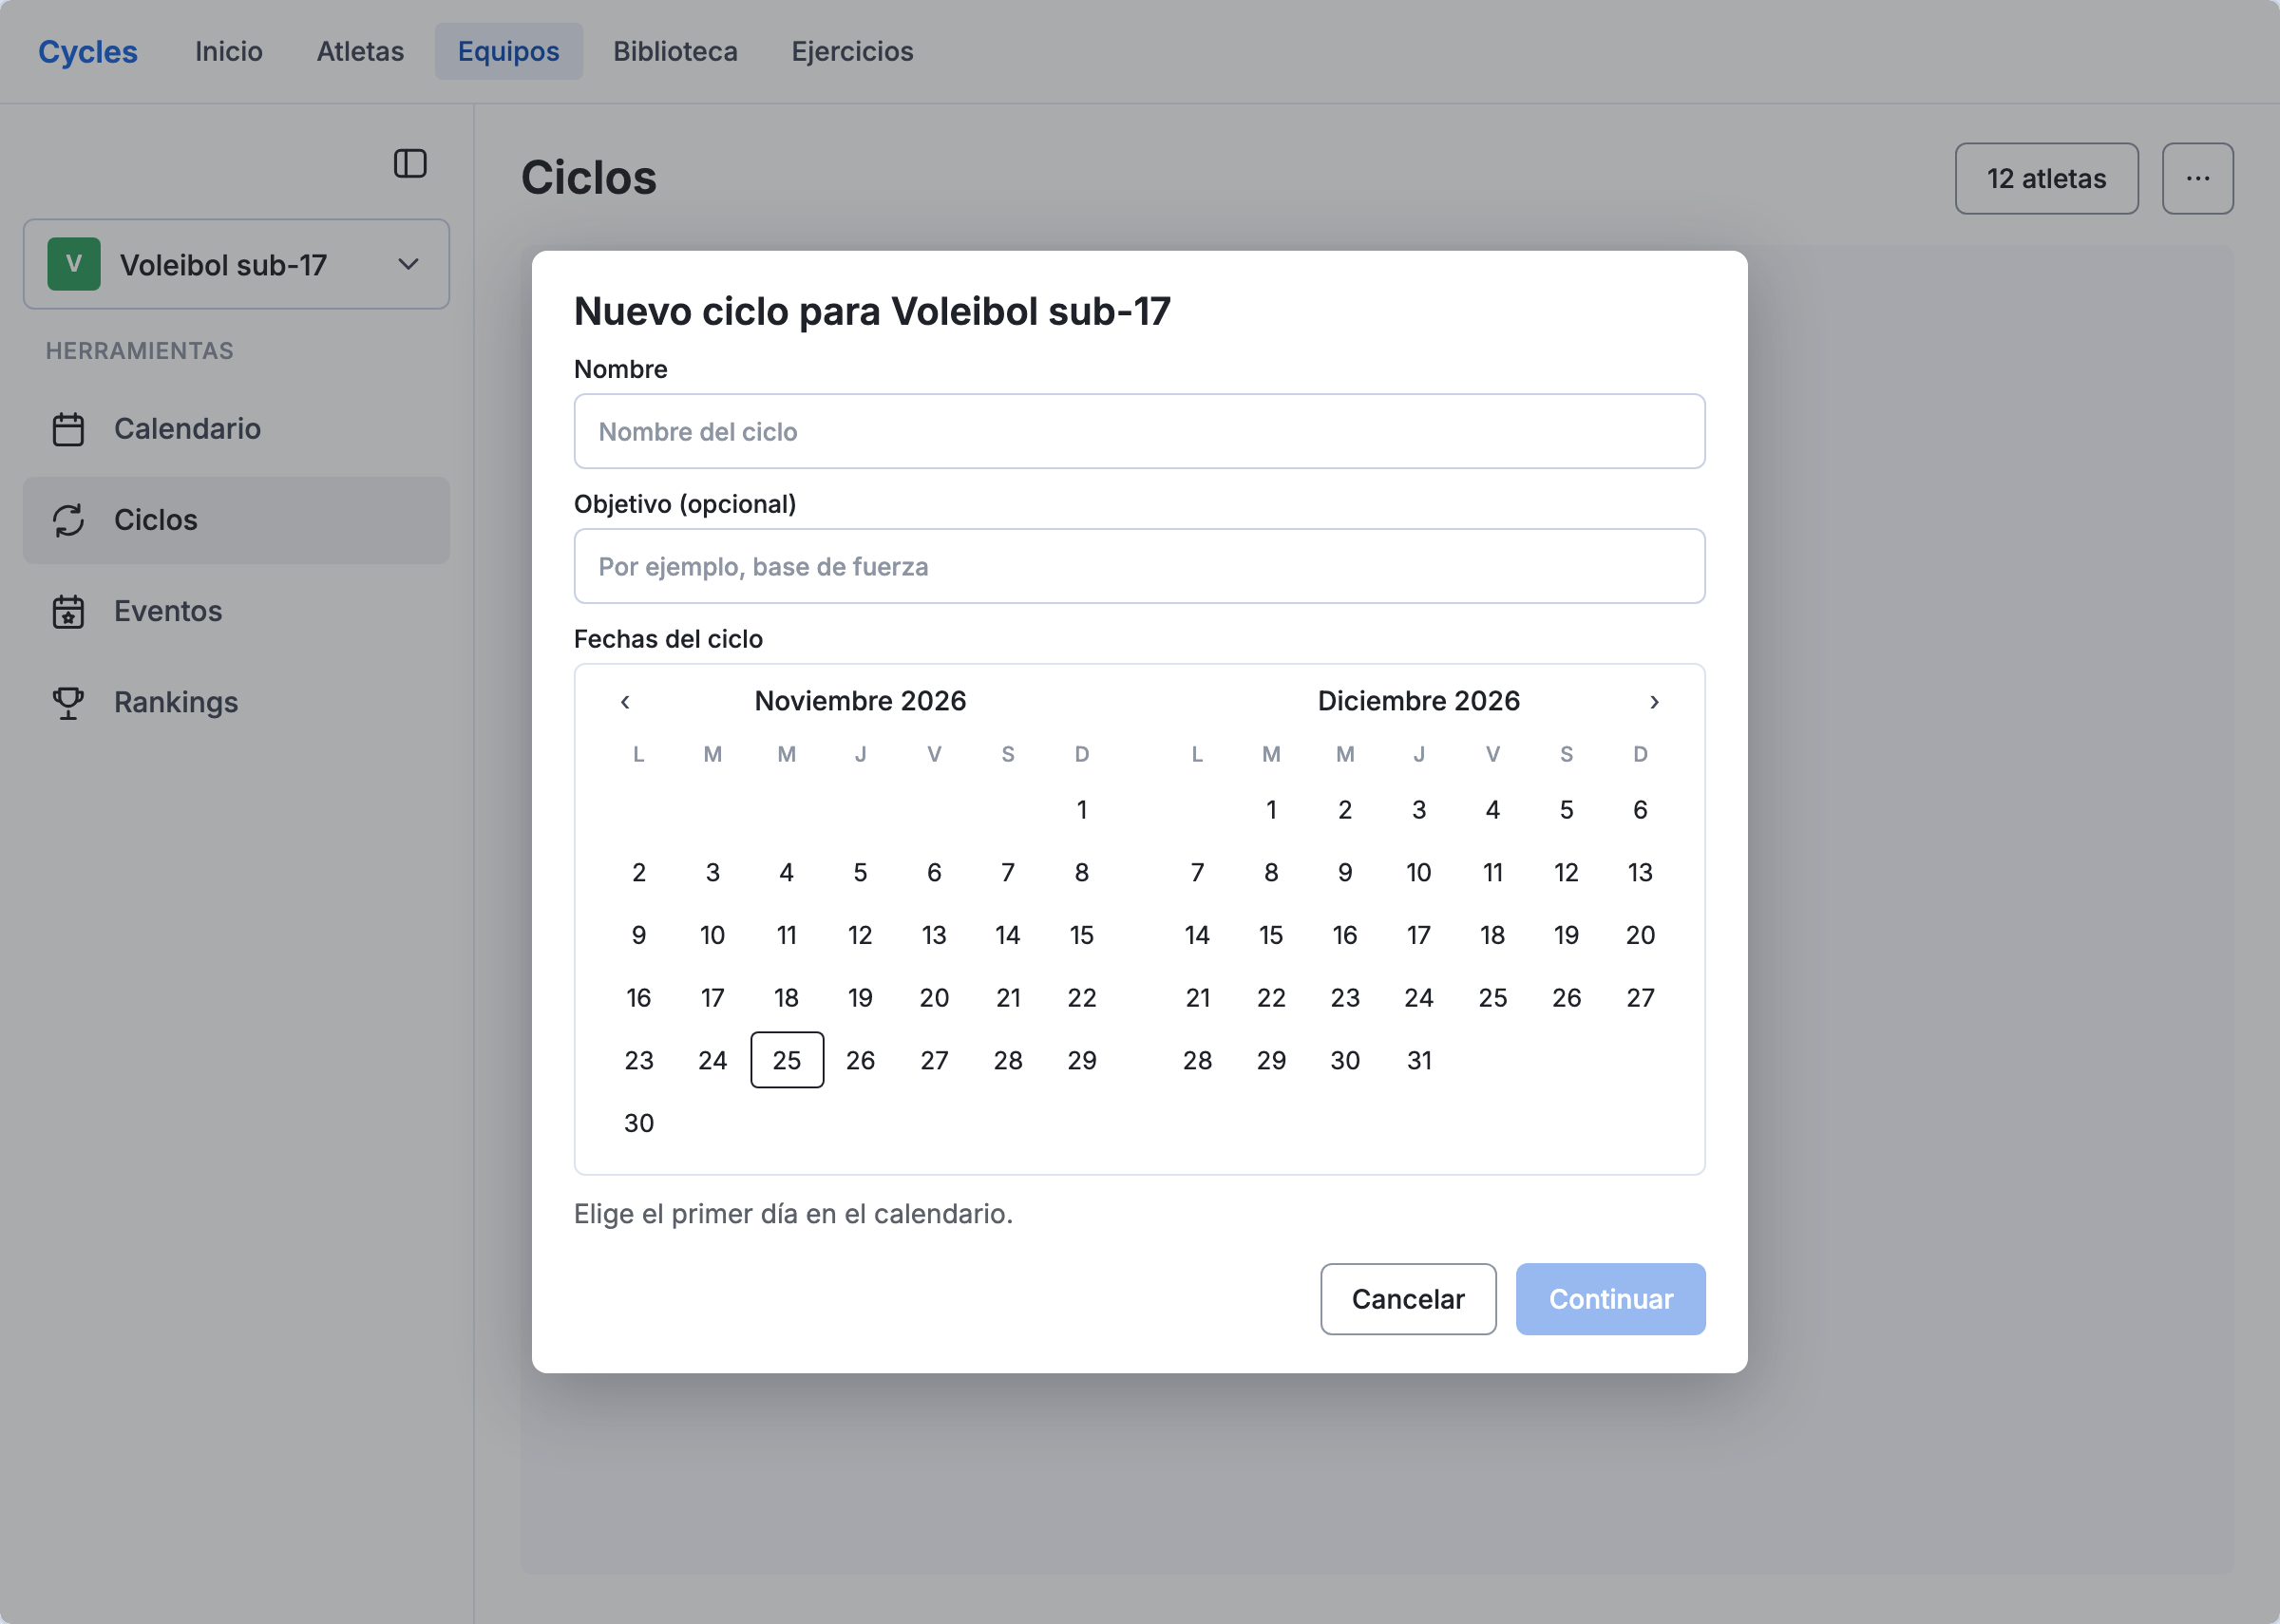 Cycles Inicio Atletas Equipos Biblioteca Ejercicios
V Voleibol sub-17
HERRAMIENTAS
Calendario
Ciclos
Eventos
Rankings
Ciclos
12 atletas ...
Nuevo ciclo para Voleibol sub-17
Nombre
Nombre del ciclo
Objetivo (opcional)
Por ejemplo, base de fuerza
Fechas del ciclo
‹ Noviembre 2026 Diciembre 2026 ›
L M M J V S D L M M J V S D
1 1 2 3 4 5 6
2 3 4 5 6 7 8 7 8 9 10 11 12 13
9 10 11 12 13 14 15 14 15 16 17 18 19 20
16 17 18 19 20 21 22 21 22 23 24 25 26 27
23 24 25 26 27 28 29 28 29 30 31
30
Elige el primer día en el calendario.
Cancelar Continuar